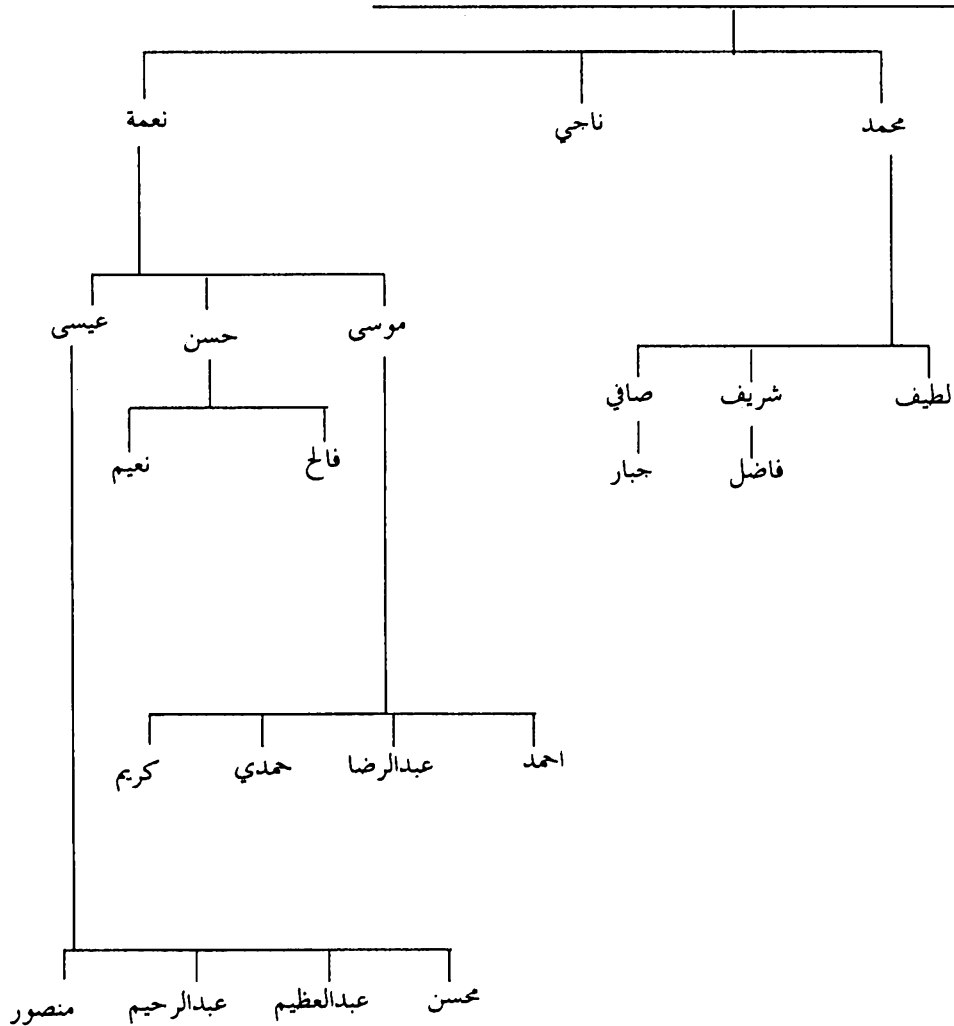 محمد ناجي نعمة
موسى حسن عيسى
لطيف شريف صافي
فالح نعيم
فاضل جبار
احمد عبدالرضا حمدي كريم
محسن عبدالعظيم عبدالرحيم منصور